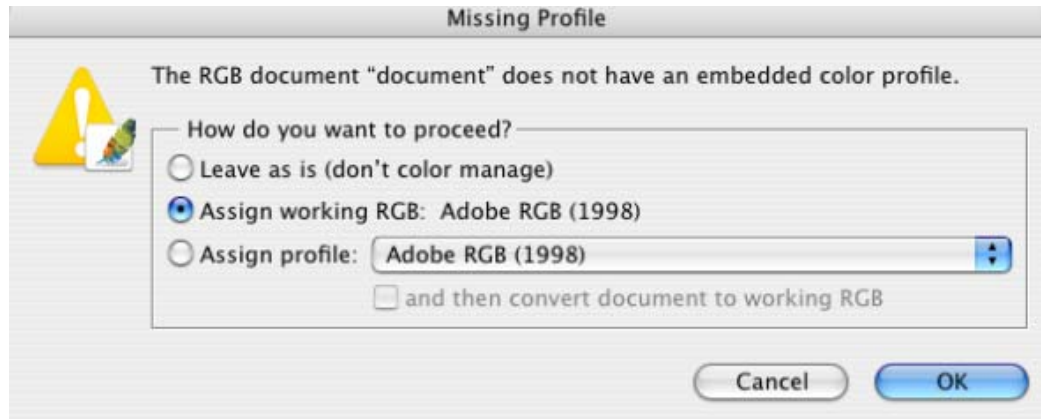 Missing Profile
The RGB document “document” does not have an embedded color profile.
How do you want to proceed?
Leave as is (don't color manage)
Assign working RGB: Adobe RGB (1998)
Assign profile: Adobe RGB (1998)
and then convert document to working RGB
Cancel OK